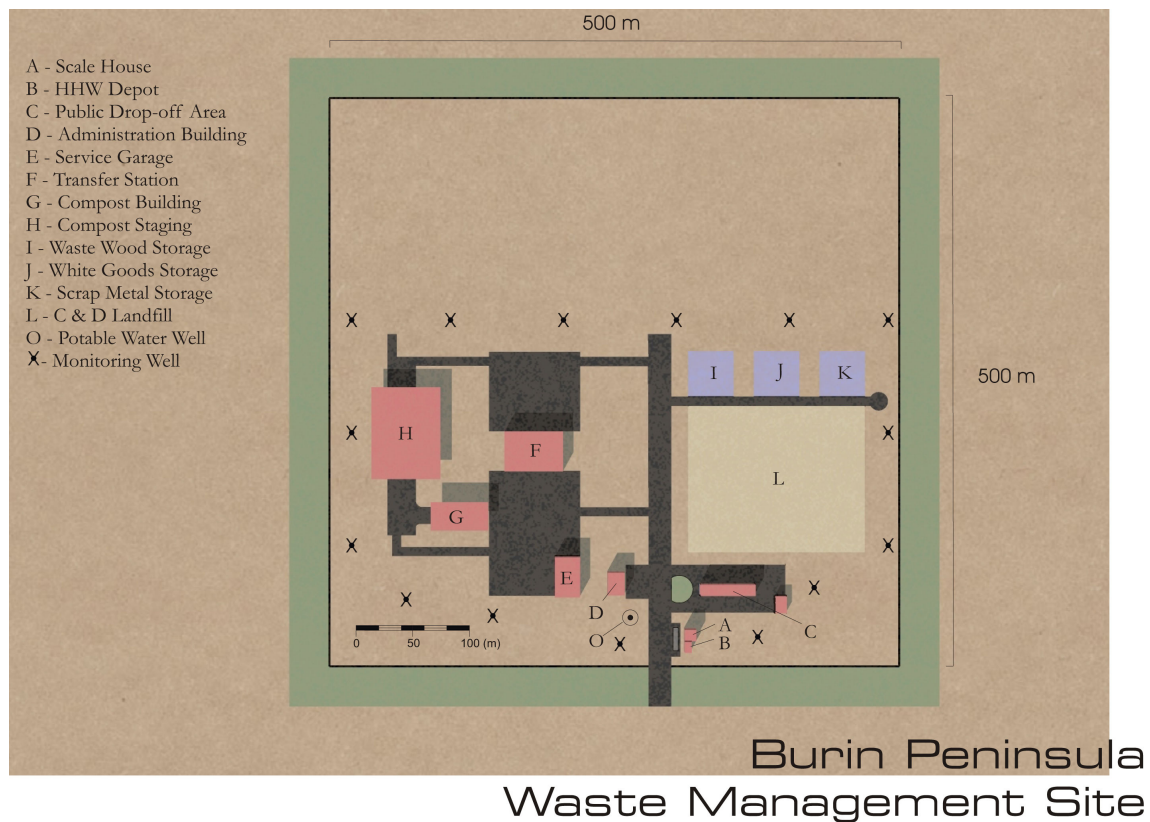 500 m
A - Scale House
B - HHW Depot
C - Public Drop-off Area
D - Administration Building
E - Service Garage
F - Transfer Station
G - Compost Building
H - Compost Staging
I - Waste Wood Storage
J - White Goods Storage
K - Scrap Metal Storage
L - C & D Landfill
O - Potable Water Well
- Monitoring Well
500 m
I
J
K
H
F
L
G
E
D
O
A
B
C
0 50 100 (m)
Burin Peninsula
Waste Management Site